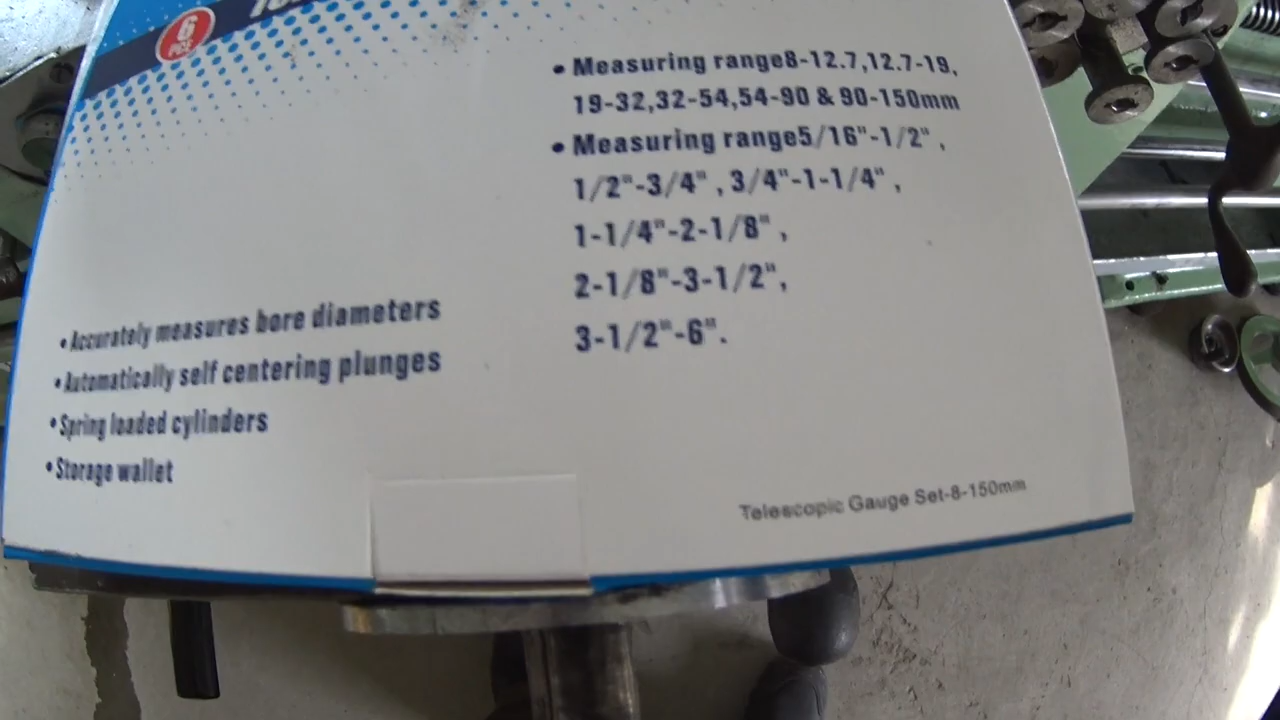 6
PCS
Measuring range8-12.7,12.7-19,
19-32,32-54,54-90 & 90-150mm
Measuring range5/16"-1/2" ,
1/2"-3/4" , 3/4"-1-1/4" ,
1-1/4"-2-1/8" ,
2-1/8"-3-1/2",
3-1/2"-6".
Accurately measures bore diameters
Automatically self centering plunges
Spring loaded cylinders
Storage wallet
Telescopic Gauge Set-8-150mm